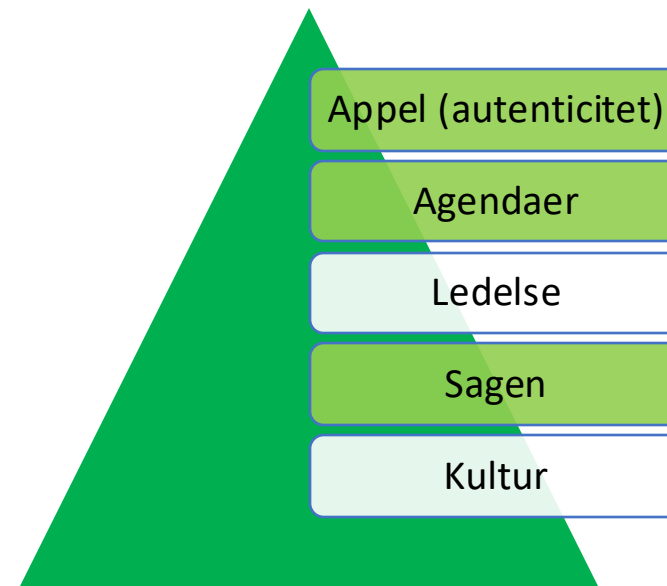 Appel (autenticitet)
Agendaer
Ledelse
Sagen
Kultur